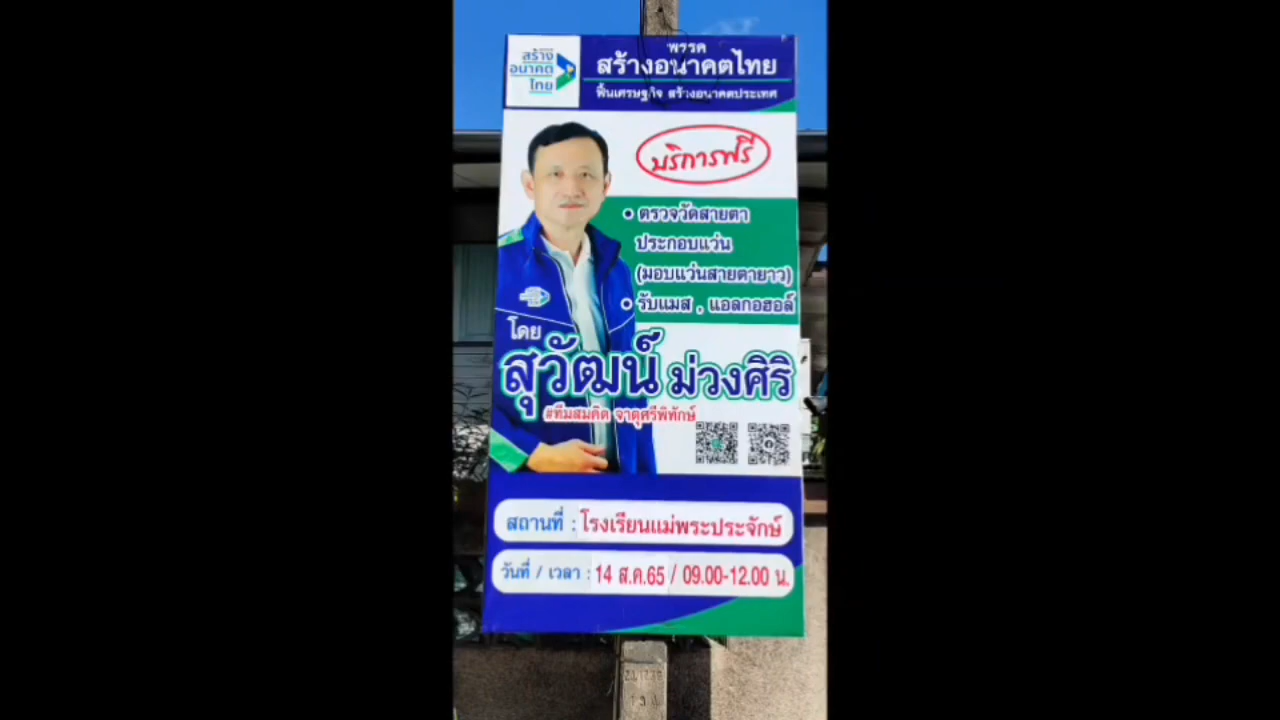 สร้าง
อนาคต
ไทย
พรรค
สร้างอนาคตไทย
ฟื้นเศรษฐกิจ สร้างอนาคตประเทศ
บริการฟรี
• ตรวจวัดสายตา
ประกอบแว่น
(มอบแว่นสายตายาว)
• รับแมส , แอลกอฮอล์
โดย
สุวัฒน์ ม่วงศิริ
#ทีมสมคิด จาตุศรีพิทักษ์
สถานที่ : โรงเรียนแม่พระประจักษ์
วันที่ / เวลา : 14 ส.ค.65 / 09.00-12.00 น.